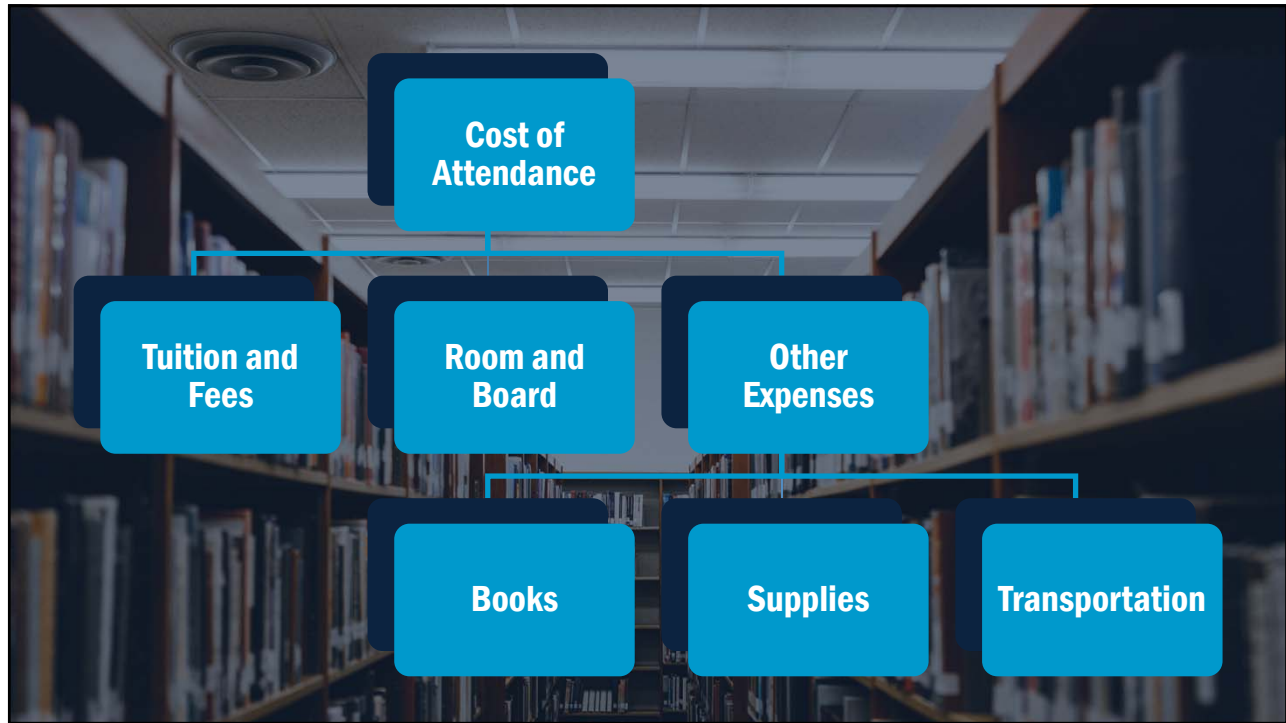 Cost of
Attendance
Tuition and
Fees
Room and
Board
Other
Expenses
Books
Supplies
Transportation